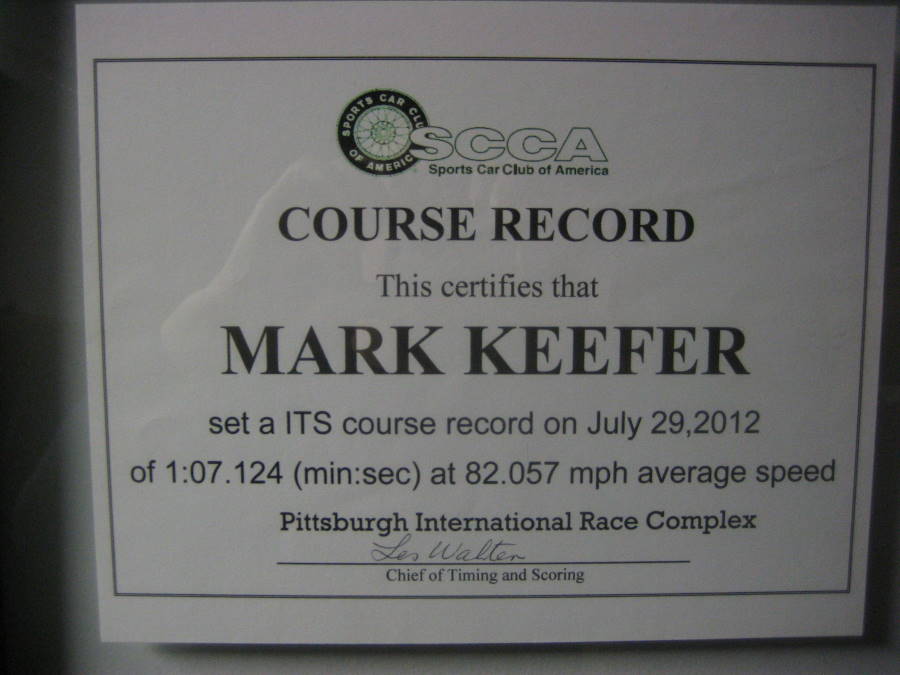 SPORTS CAR CLU
OF AMERIC
SCCA
Sports Car Club of America
COURSE RECORD
This certifies that
MARK KEEFER
set a ITS course record on July 29,2012
of 1:07.124 (min:sec) at 82.057 mph average speed
Pittsburgh International Race Complex
Les Walter
Chief of Timing and Scoring